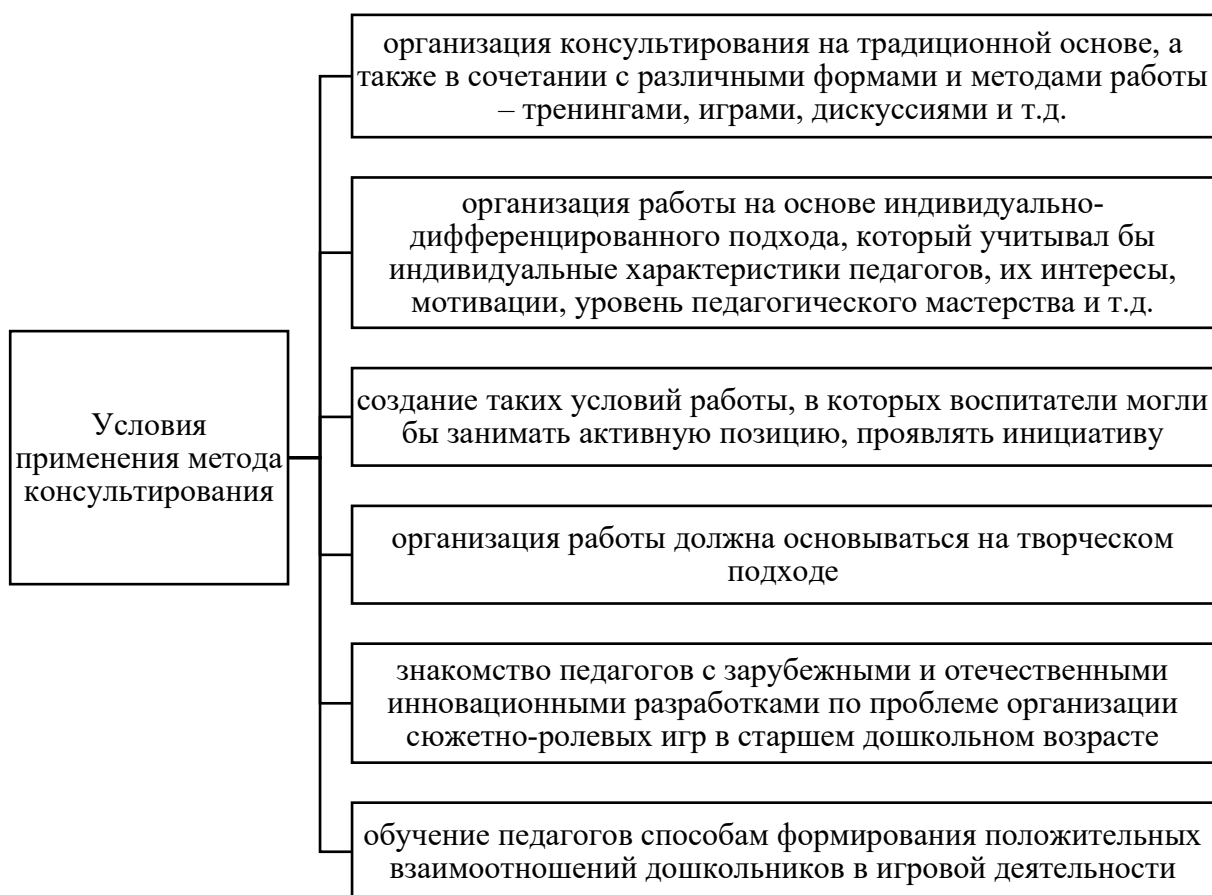 организация консультирования на традиционной основе, а
также в сочетании с различными формами и методами работы
– тренингами, играми, дискуссиями и т.д.
организация работы на основе индивидуально-
дифференцированного подхода, который учитывал бы
индивидуальные характеристики педагогов, их интересы,
мотивации, уровень педагогического мастерства и т.д.
Условия
применения метода
консультирования
создание таких условий работы, в которых воспитатели могли
бы занимать активную позицию, проявлять инициативу
организация работы должна основываться на творческом
подходе
знакомство педагогов с зарубежными и отечественными
инновационными разработками по проблеме организации
сюжетно-ролевых игр в старшем дошкольном возрасте
обучение педагогов способам формирования положительных
взаимоотношений дошкольников в игровой деятельности